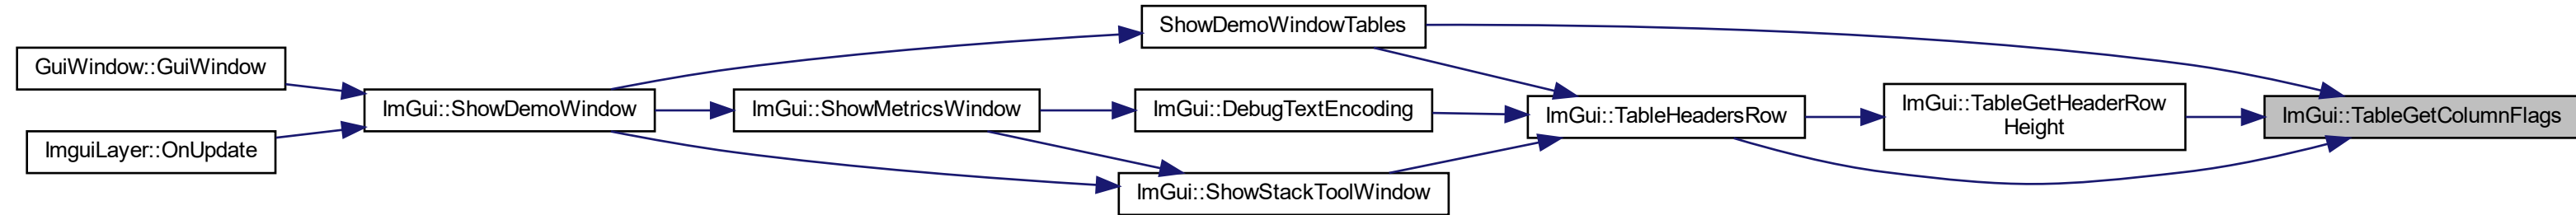 GuiWindow::GuiWindow
ImguiLayer::OnUpdate
ImGui::ShowDemoWindow
ImGui::ShowMetricsWindow
ShowDemoWindowTables
ImGui::DebugTextEncoding
ImGui::ShowStackToolWindow
ImGui::TableHeadersRow
ImGui::TableGetHeaderRow
Height
ImGui::TableGetColumnFlags